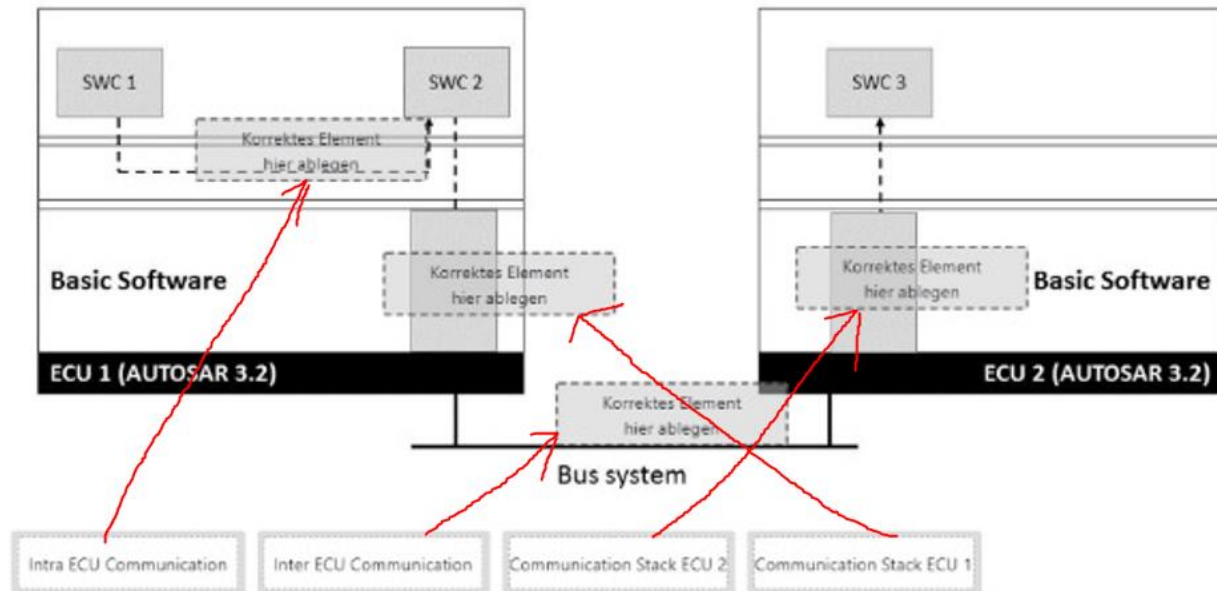 SWC 1
SWC 2
SWC 3
Korrektes Element
hier ablegen
Basic Software
Korrektes Element
hier ablegen
Korrektes Element
hier ablegen
Basic Software
ECU 1 (AUTOSAR 3.2)
ECU 2 (AUTOSAR 3.2)
Korrektes Element
hier ablegen
Bus system
Intra ECU Communication
Inter ECU Communication
Communication Stack ECU 2
Communication Stack ECU 1